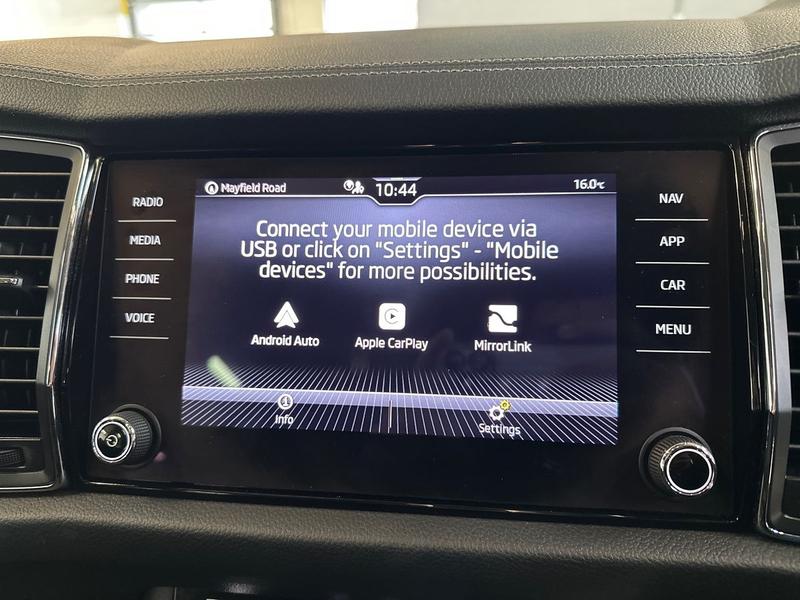 Mayfield Road
10:44
16.0°C
RADIO
MEDIA
PHONE
VOICE
Connect your mobile device via
USB or click on "Settings" - "Mobile
devices" for more possibilities.
Android Auto
Apple CarPlay
MirrorLink
Info
Settings
NAV
APP
CAR
MENU